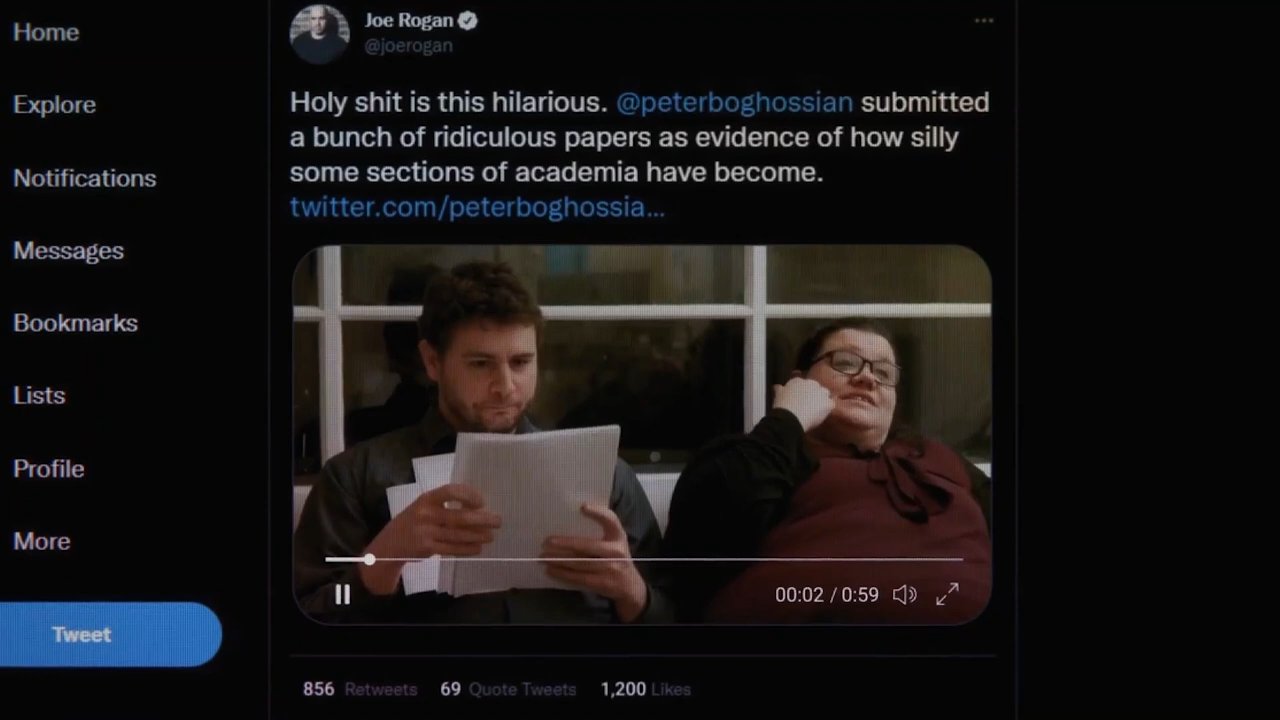 Home
Explore
Notifications
Messages
Bookmarks
Lists
Profile
More
Tweet
Joe Rogan
@joerogan
Holy shit is this hilarious. @peterboghossian submitted
a bunch of ridiculous papers as evidence of how silly
some sections of academia have become.
twitter.com/peterboghossia...
00:02 / 0:59
856 Retweets 69 Quote Tweets 1,200 Likes